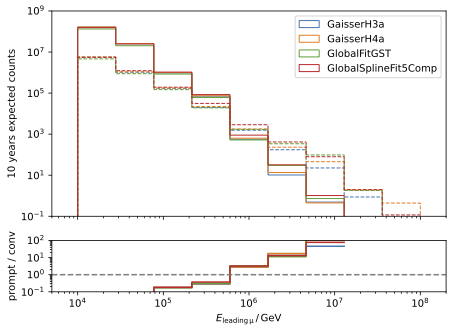 10⁹
10⁷
10⁵
10³
10¹
10⁻¹
10 years expected counts
GaisserH3a
GaisserH4a
GlobalFitGST
GlobalSplineFit5Comp
10²
10¹
10⁰
10⁻¹
prompt / conv
10⁴
10⁵
10⁶
10⁷
10⁸
E_leading μ / GeV